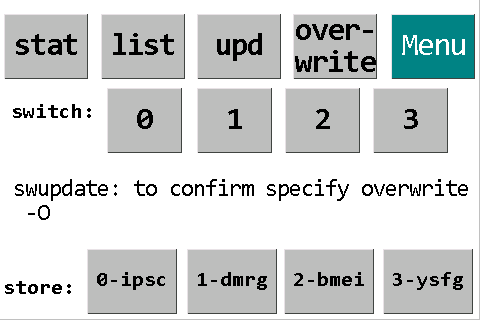 stat list upd over-write Menu
switch: 0 1 2 3
swupdate: to confirm specify overwrite
-O
store: 0-ipsc 1-dmrg 2-bmei 3-ysfg